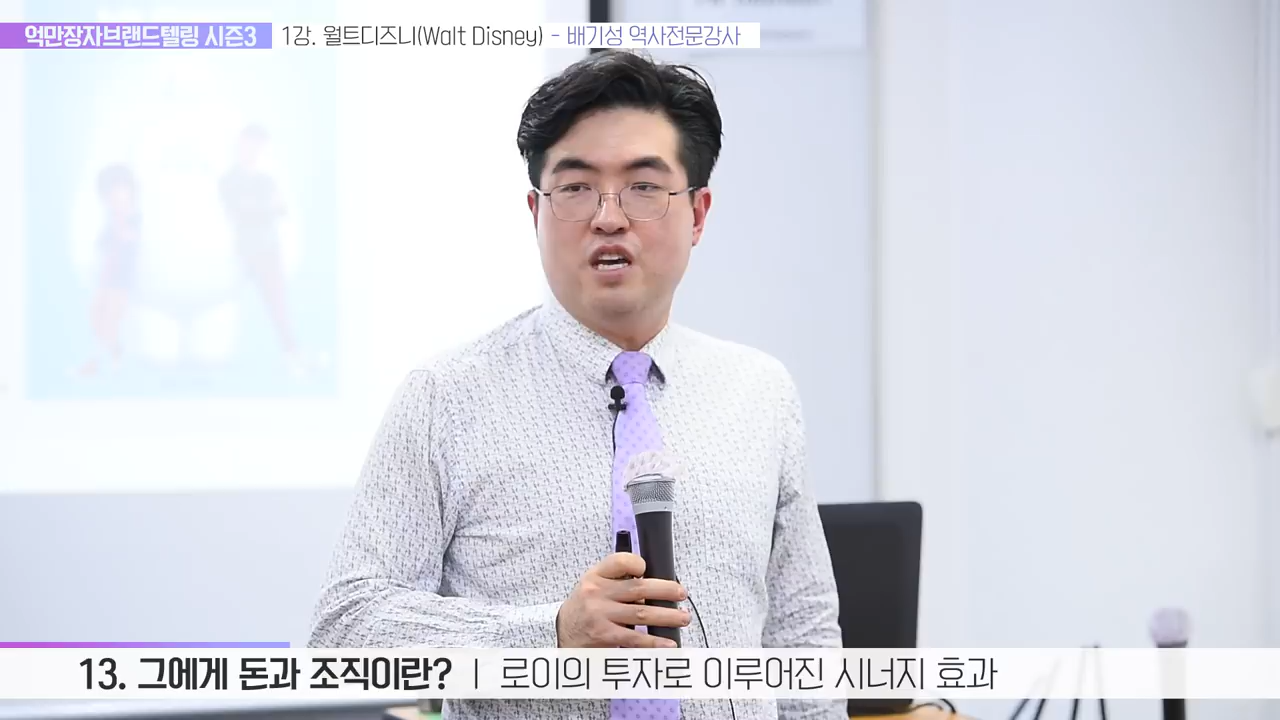 억만장자브랜드텔링 시즌3 1강. 월트디즈니(Walt Disney) - 배기성 역사전문강사
13. 그에게 돈과 조직이란? | 로이의 투자로 이루어진 시너지 효과